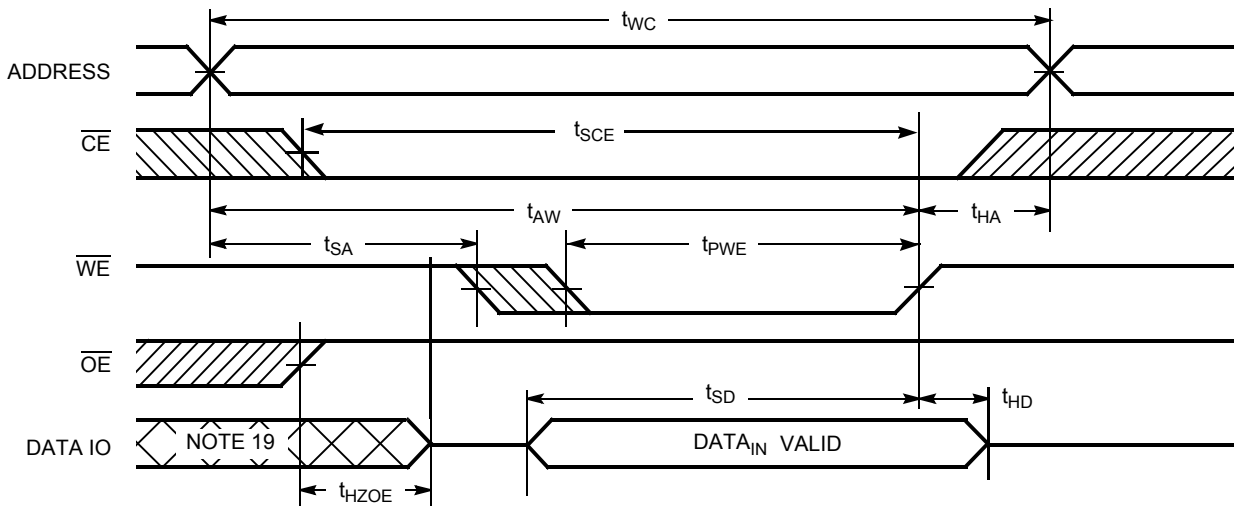 tWC
ADDRESS
CE
tSCE
tAW
tHA
tSA
tPWE
WE
OE
tSD
tHD
DATA IO
NOTE 19
DATAIN VALID
tHZOE